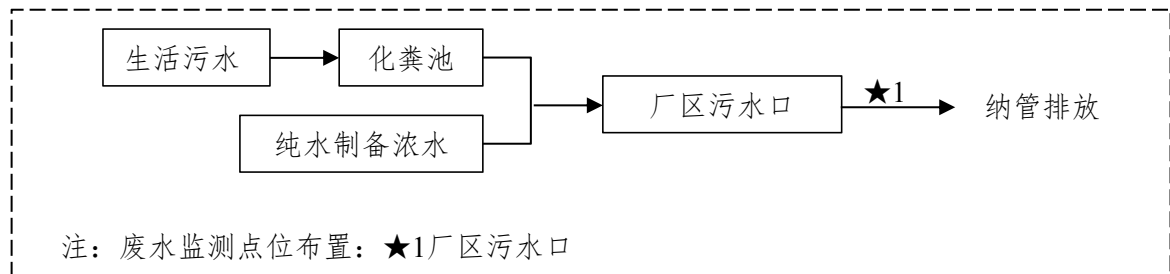 生活污水
化粪池
厂区污水口
★1
纳管排放
纯水制备浓水
注：废水监测点位布置：★1厂区污水口